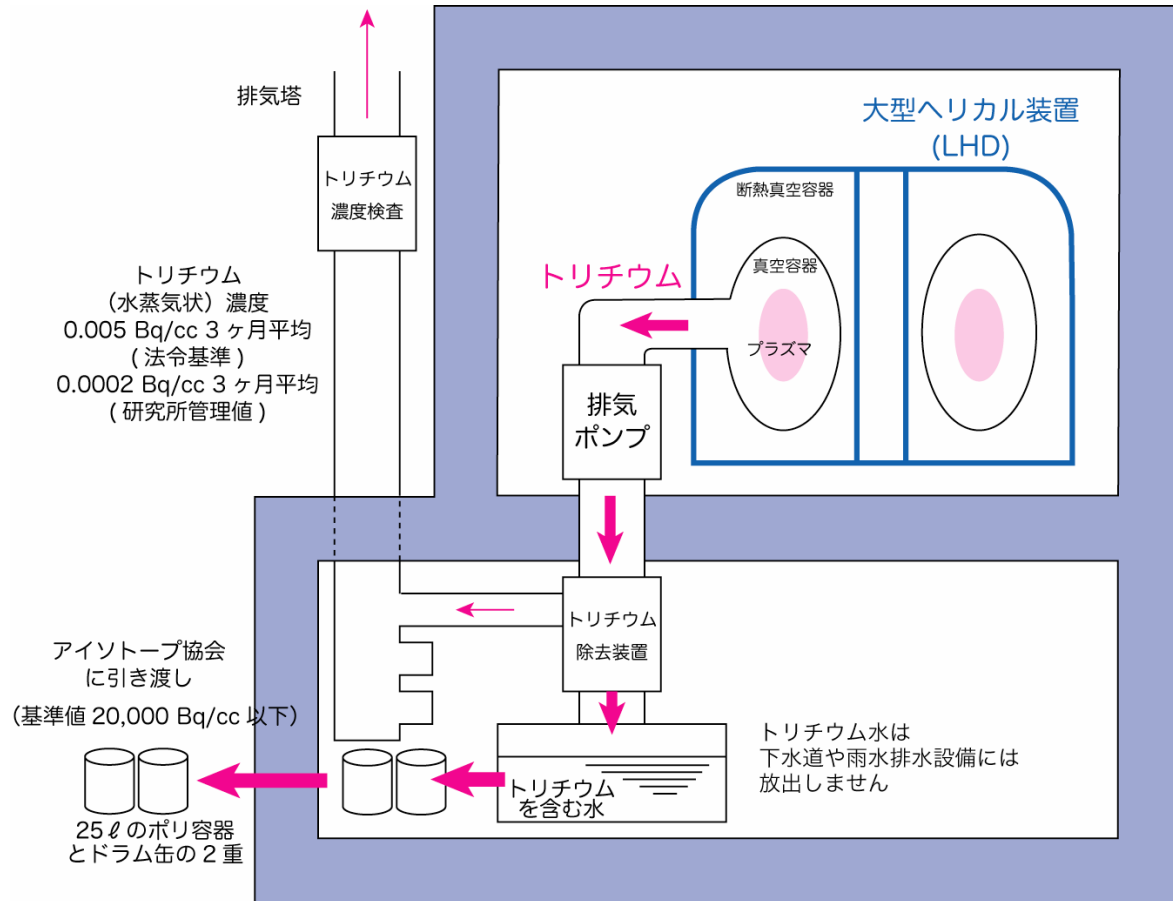 排気塔
トリチウム
濃度検査
トリチウム
（水蒸気状）濃度
0.005 Bq/cc 3 ヶ月平均
( 法令基準 )
0.0002 Bq/cc 3 ヶ月平均
( 研究所管理値 )
大型ヘリカル装置
(LHD)
断熱真空容器
真空容器
プラズマ
トリチウム
排気
ポンプ
トリチウム
除去装置
アイソトープ協会
に引き渡し
（基準値 20,000 Bq/cc 以下）
25ℓのポリ容器
とドラム缶の 2 重
トリチウム
を含む水
トリチウム水は
下水道や雨水排水設備には
放出しません